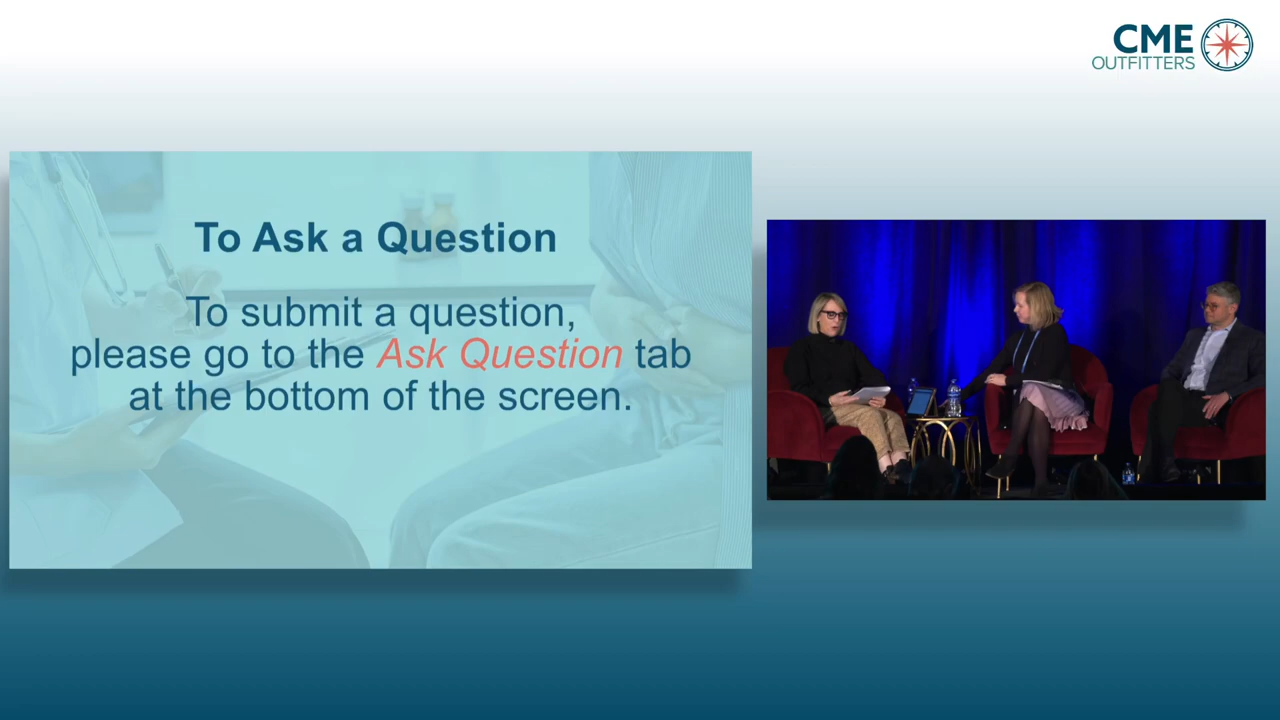 CME
OUTFITTERS
To Ask a Question
To submit a question,
please go to the Ask Question tab
at the bottom of the screen.